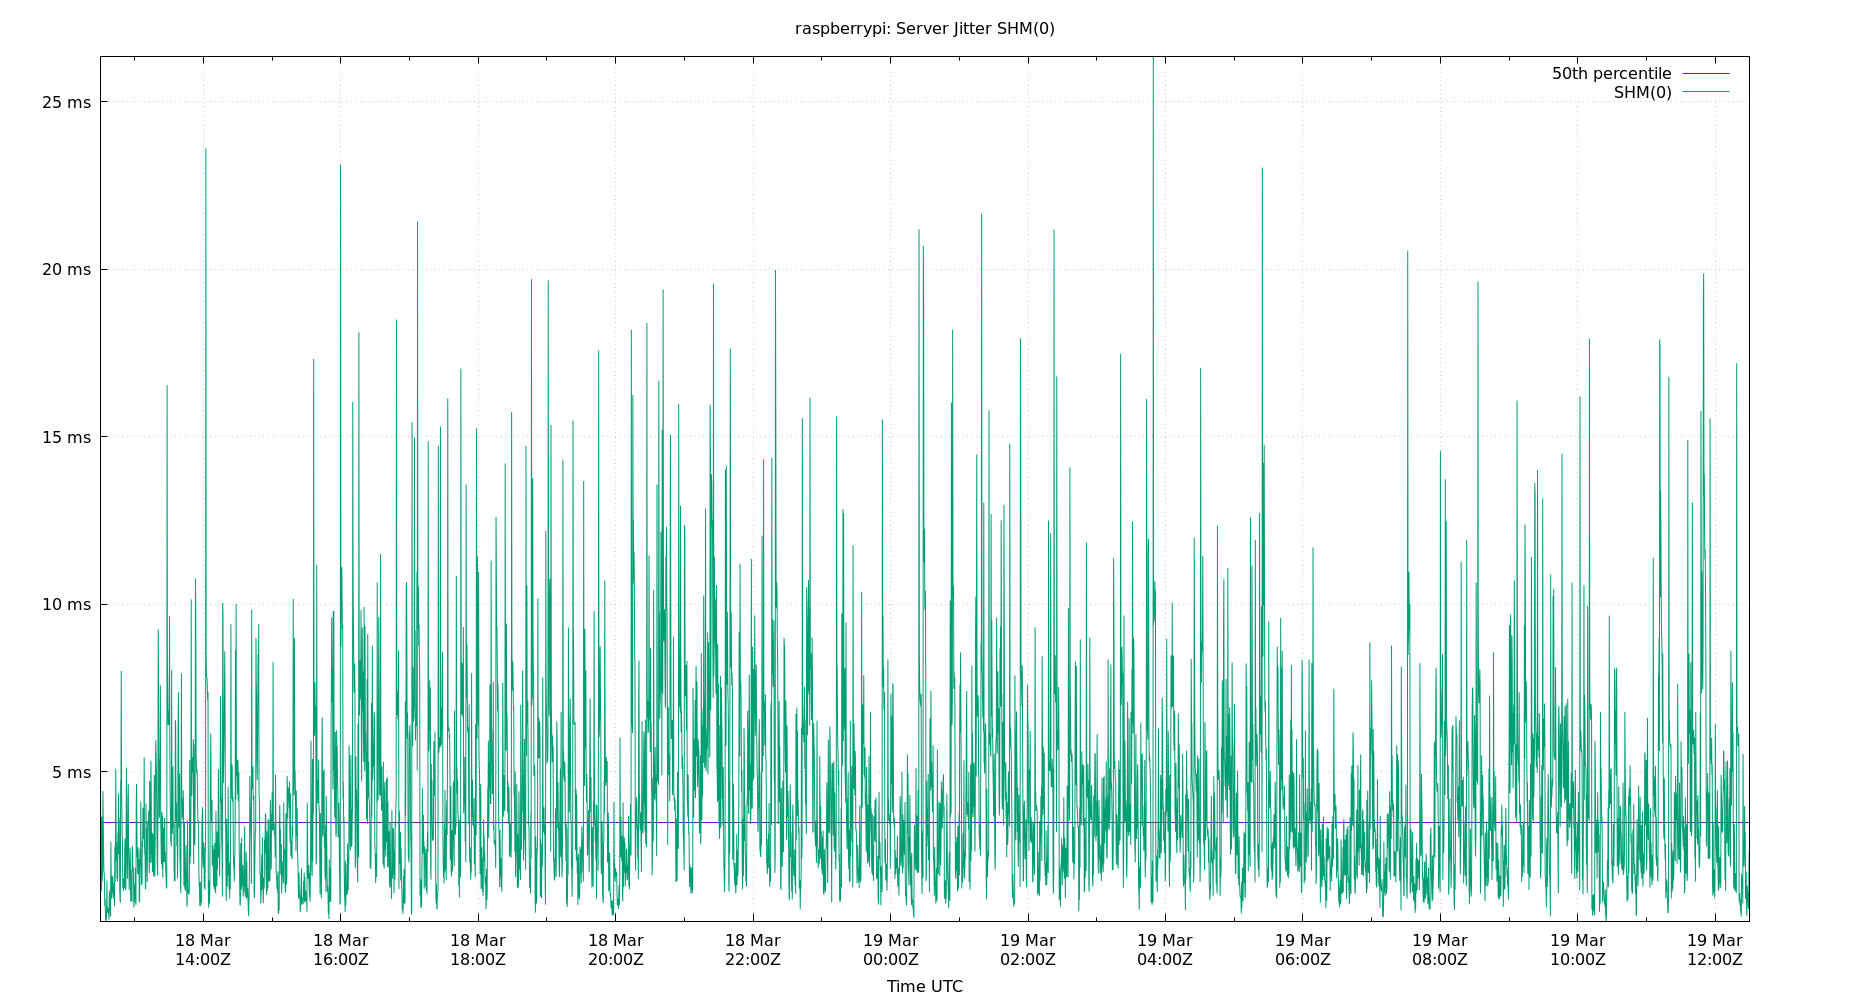 raspberrypi: Server Jitter SHM(0)
50th percentile
SHM(0)
25 ms
20 ms
15 ms
10 ms
5 ms
18 Mar 18 Mar 18 Mar 18 Mar 18 Mar 19 Mar 19 Mar 19 Mar 19 Mar 19 Mar 19 Mar 19 Mar
14:00Z 16:00Z 18:00Z 20:00Z 22:00Z 00:00Z 02:00Z 04:00Z 06:00Z 08:00Z 10:00Z 12:00Z
Time UTC